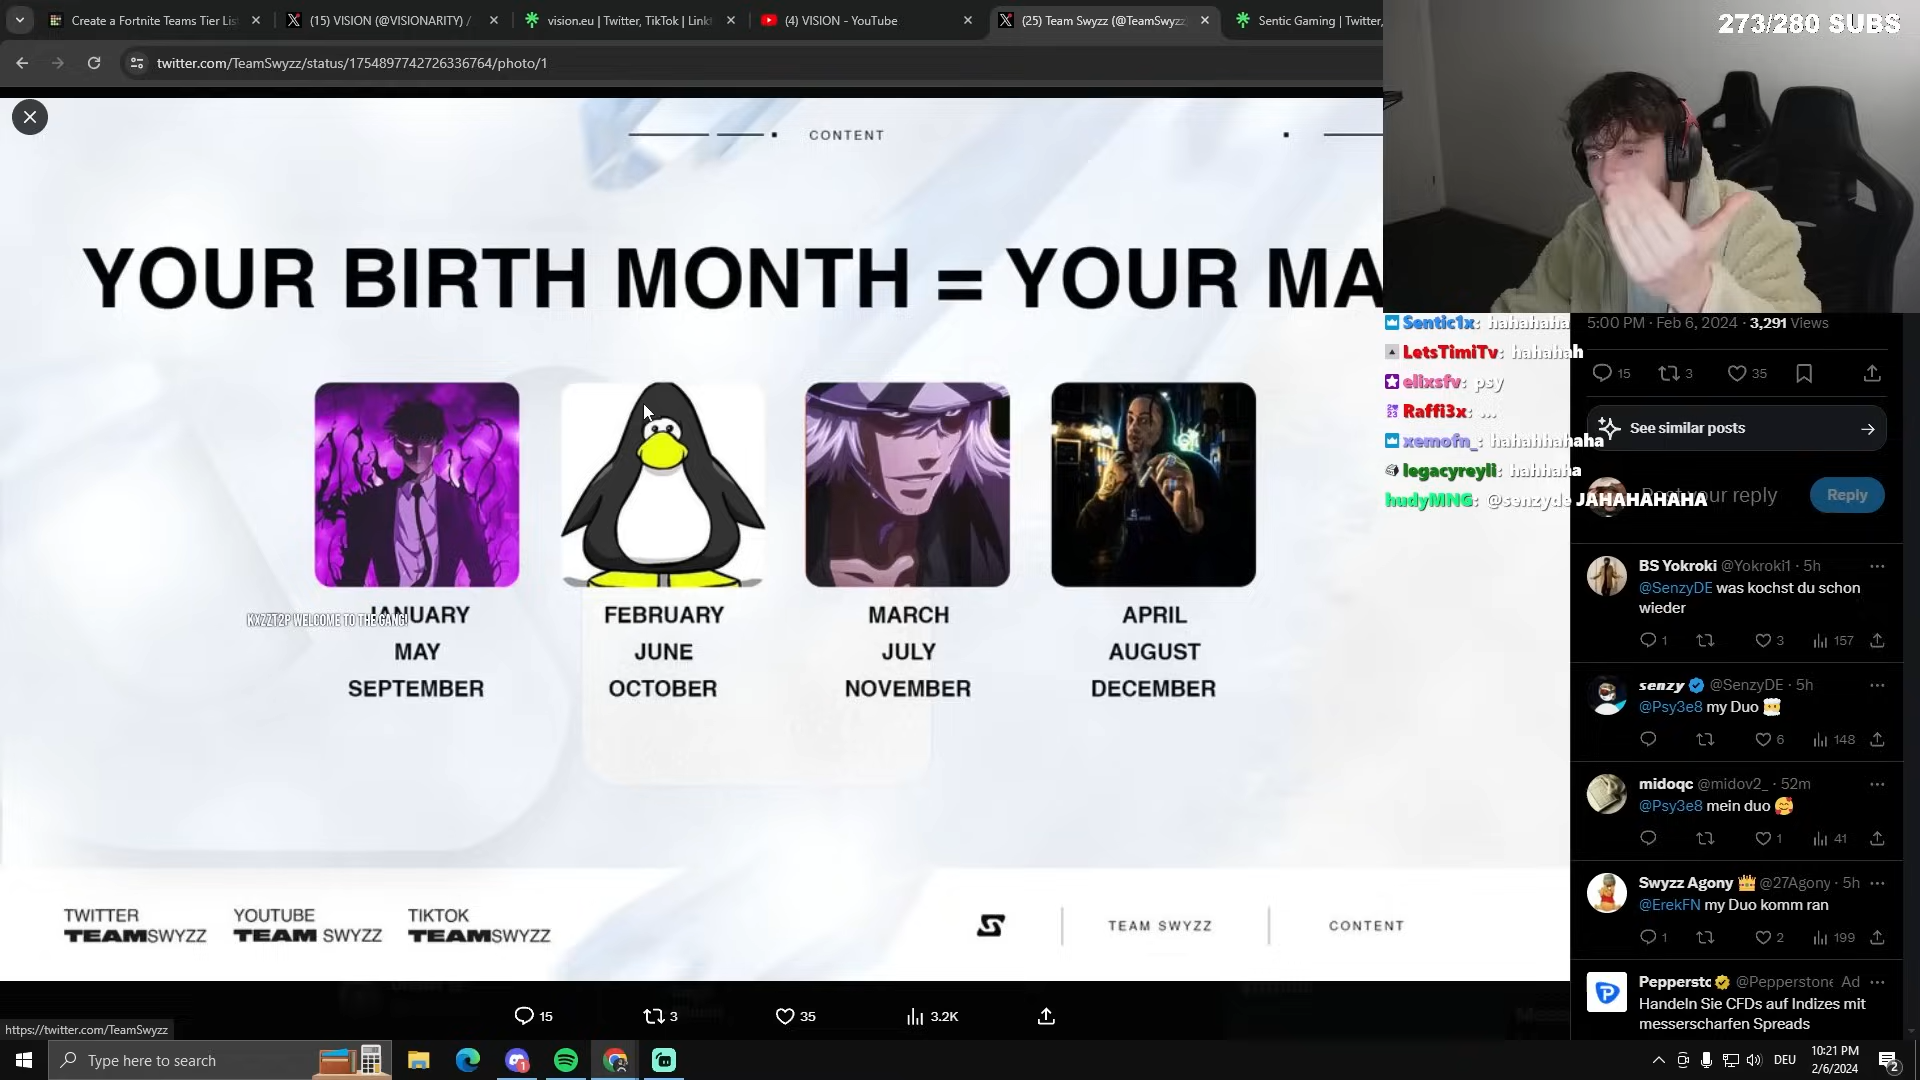 Create a Fortnite Teams Tier List
(15) VISION (@VISIONARITY) /
vision.eu | Twitter, TikTok | Linkt
(4) VISION - YouTube
(25) Team Swyzz (@TeamSwyzz
Sentic Gaming | Twitter,
273/280 SUBS
twitter.com/TeamSwyzz/status/1754897742726336764/photo/1
CONTENT
YOUR BIRTH MONTH = YOUR MA
JANUARY
MAY
SEPTEMBER
FEBRUARY
JUNE
OCTOBER
MARCH
JULY
NOVEMBER
APRIL
AUGUST
DECEMBER
KXZZT2P WELCOME TO THE GANG!
TWITTER
TEAMSWYZZ
YOUTUBE
TEAM SWYZZ
TIKTOK
TEAMSWYZZ
TEAM SWYZZ
CONTENT
15
3
35
3.2K
https://twitter.com/TeamSwyzz
Sentic1x: hahahaha
LetsTimiTv: hahahah
elixsfv: psy
Raffi3x: ...
xemofn_: hahahhahaha
legacyreyli: hahhaha
hudyMNG: @senzyde JAHAHAHAHA
5:00 PM · Feb 6, 2024 · 3,291 Views
15
3
35
See similar posts
Post your reply
Reply
BS Yokroki @Yokroki1 · 5h
@SenzyDE was kochst du schon
wieder
1
3
157
senzy @SenzyDE · 5h
@Psy3e8 my Duo
6
148
midoqc @midov2_ · 52m
@Psy3e8 mein duo 🥰
1
41
Swyzz Agony 👑 @27Agony · 5h
@ErekFN my Duo komm ran
1
2
199
Peppersto @Pepperstone Ad
Handeln Sie CFDs auf Indizes mit
messerscharfen Spreads
Type here to search
DEU
10:21 PM
2/6/2024
2